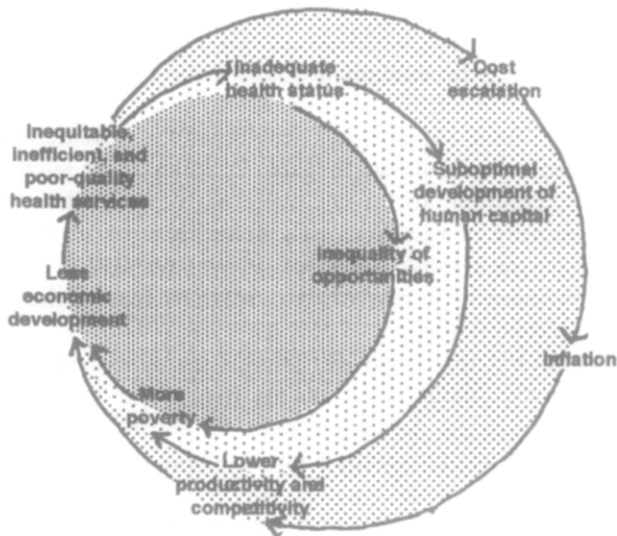 Inadequate
health status
Cost
escalation
Inequitable,
inefficient, and
poor-quality
health services
Suboptimal
development of
human capital
Inequality of
opportunities
Less
economic
development
Inflation
More
poverty
Lower
productivity and
competitivity